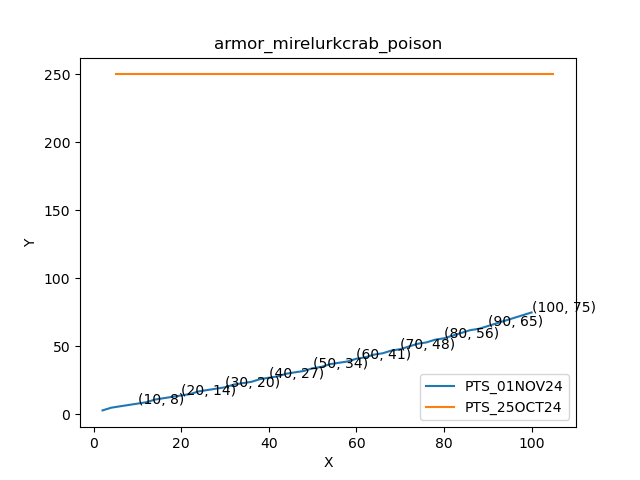 armor_mirelurkcrab_poison
250
200
150
100
50
0
Y
(10, 8)
(20, 14)
(30, 20)
(40, 27)
(50, 34)
(60, 41)
(70, 48)
(80, 56)
(90, 65)
(100, 75)
PTS_01NOV24
PTS_25OCT24
0 20 40 60 80 100
X